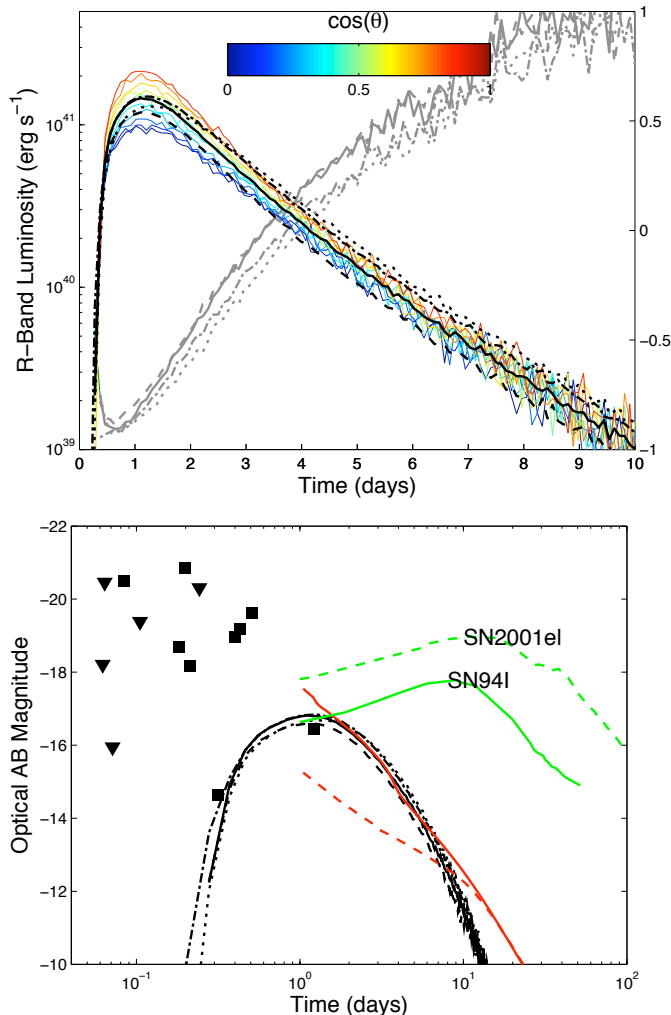 cos(θ)
0 0.5 1
10^41
10^40
10^39
R-Band Luminosity (erg s^-1)
1
0.5
0
-0.5
-1
0 1 2 3 4 5 6 7 8 9 10
Time (days)
-22
-20
-18
-16
-14
-12
-10
Optical AB Magnitude
SN2001el
SN94I
10^-1 10^0 10^1 10^2
Time (days)